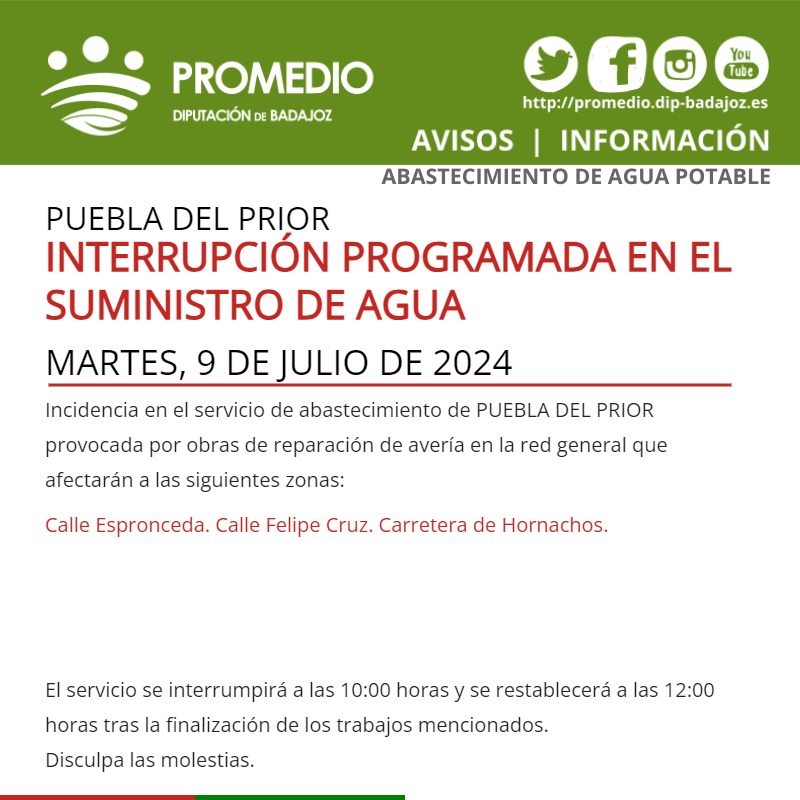 PROMEDIO
DIPUTACIÓN DE BADAJOZ
You
Tube
http://promedio.dip-badajoz.es
AVISOS | INFORMACIÓN
ABASTECIMIENTO DE AGUA POTABLE
PUEBLA DEL PRIOR
INTERRUPCIÓN PROGRAMADA EN EL
SUMINISTRO DE AGUA
MARTES, 9 DE JULIO DE 2024
Incidencia en el servicio de abastecimiento de PUEBLA DEL PRIOR
provocada por obras de reparación de avería en la red general que
afectarán a las siguientes zonas:
Calle Espronceda. Calle Felipe Cruz. Carretera de Hornachos.
El servicio se interrumpirá a las 10:00 horas y se restablecerá a las 12:00
horas tras la finalización de los trabajos mencionados.
Disculpa las molestias.